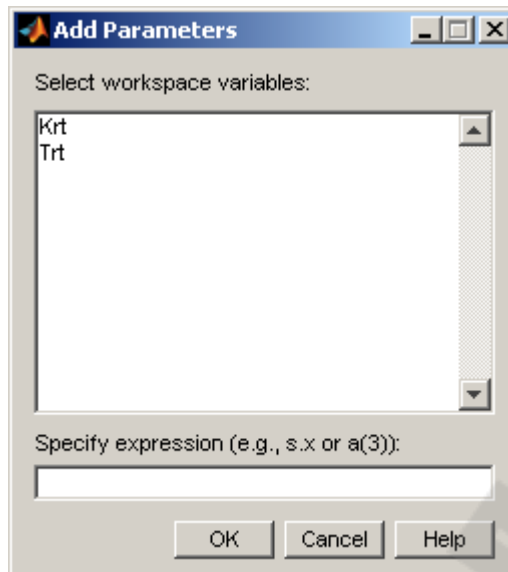 Add Parameters
Select workspace variables:
Krt
Trt
Specify expression (e.g., s.x or a(3)):
OK Cancel Help